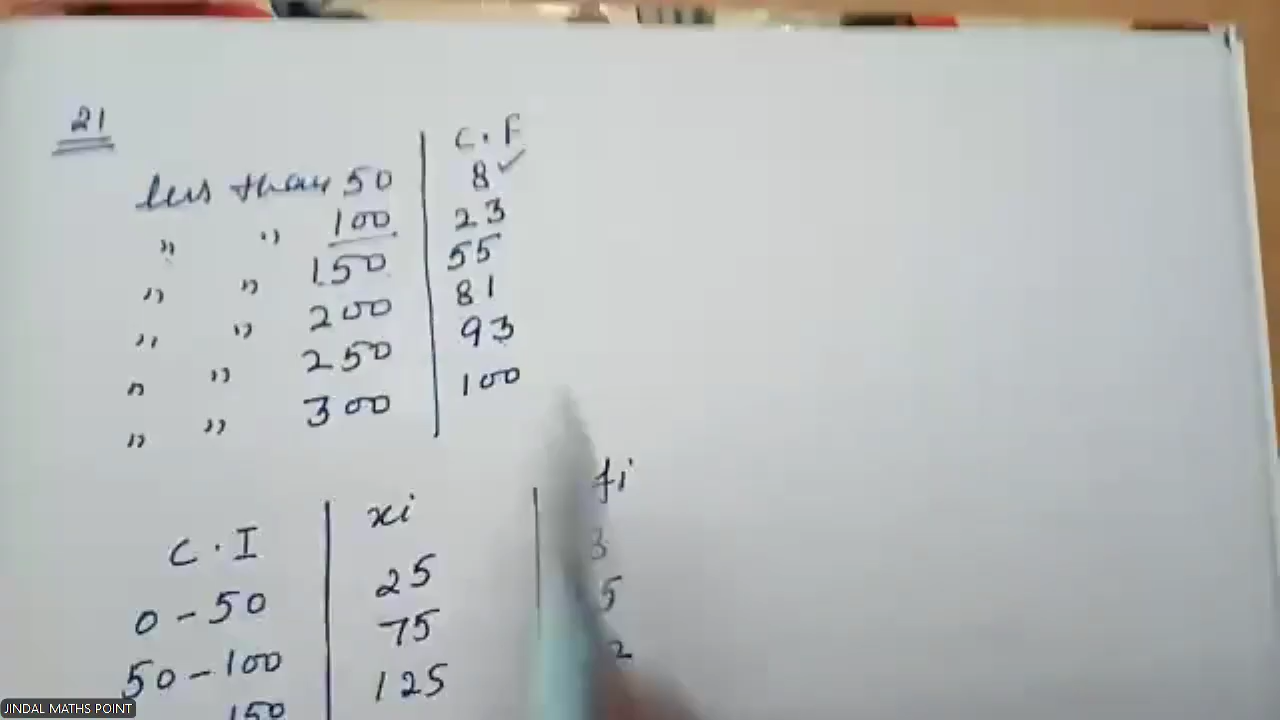 21
C.F
less than 50 8 ✓
" " 100 23
" " 150 55
" " 200 81
" " 250 93
" " 300 100
C.I xi fi
0-50 25
50-100 75
150 125
JINDAL MATHS POINT